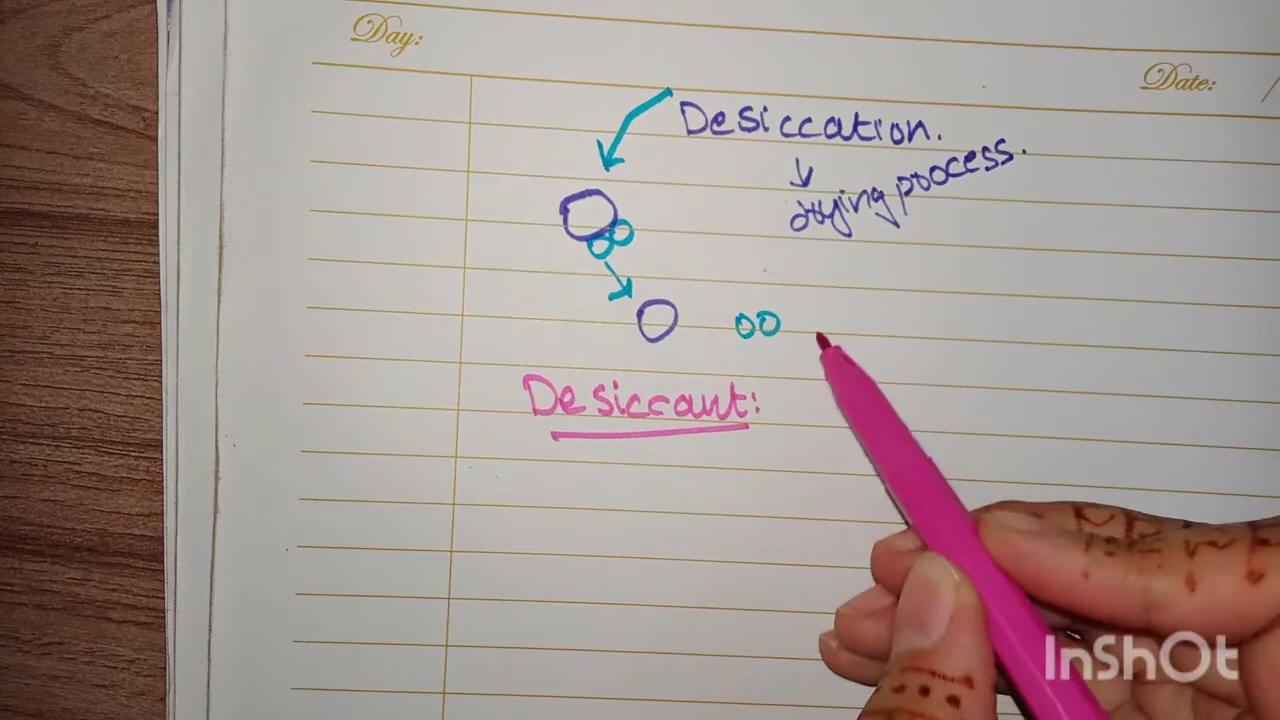 Day:
Date: /
Desiccation.
drying process.
Desiccant:
InShOt